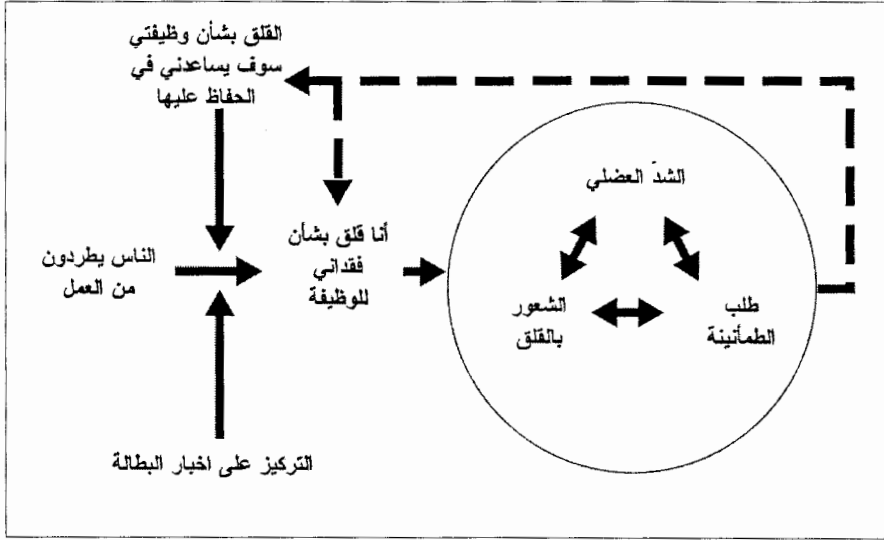 القلق بشأن وظيفتي
سوف يساعدني في
الحفاظ عليها
الشدّ العضلي
أنا قلق بشأن
فقداني
للوظيفة
الناس يطردون
من العمل
الشعور
بالقلق
طلب
الطمأنينة
التركيز على اخبار البطالة